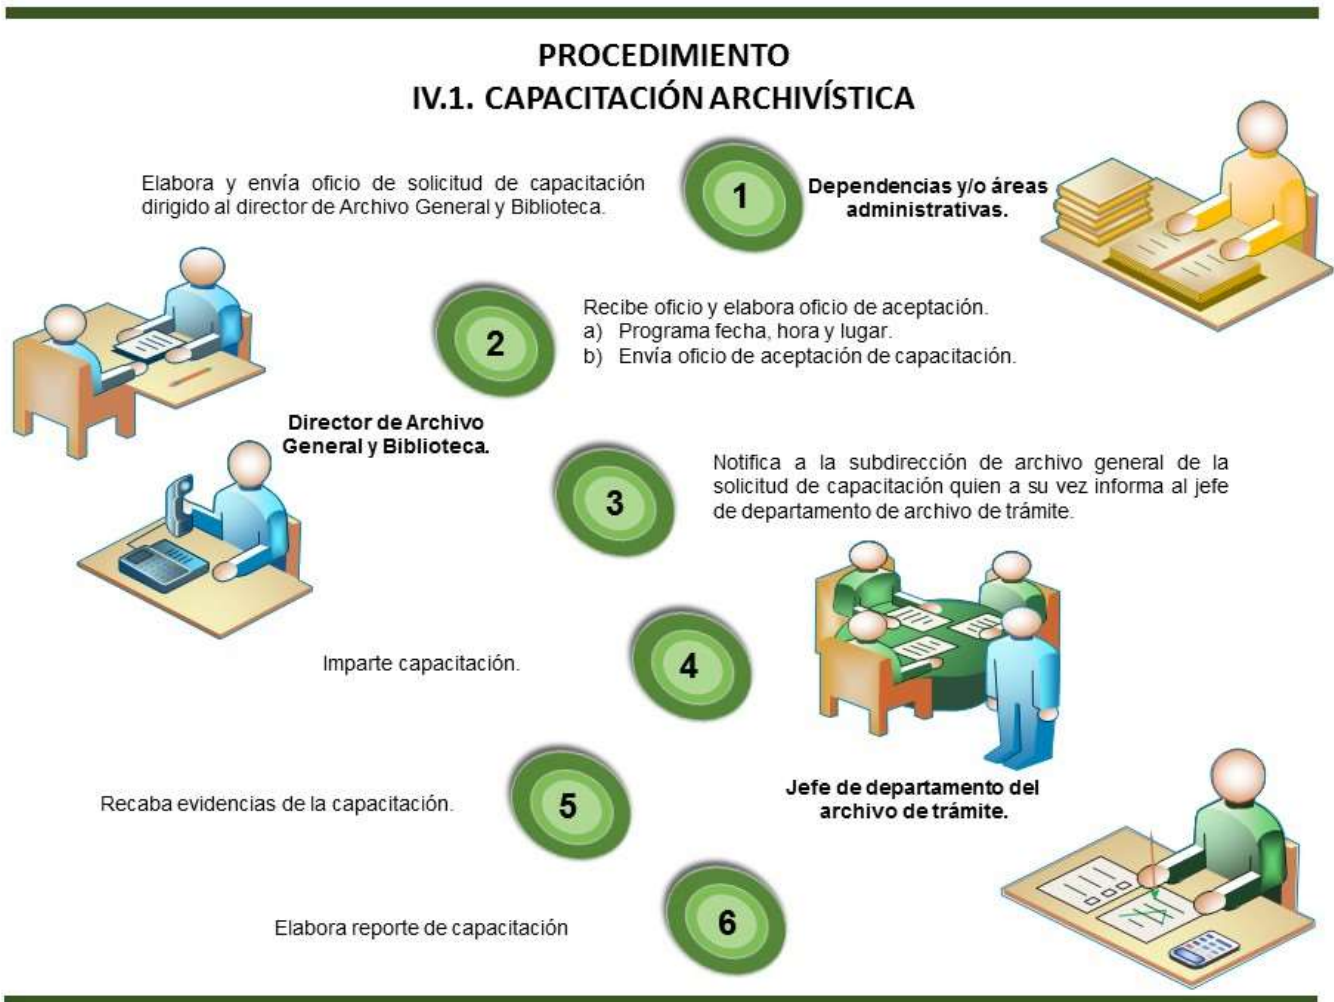 PROCEDIMIENTO
IV.1. CAPACITACIÓN ARCHIVÍSTICA
Elabora y envía oficio de solicitud de capacitación
dirigido al director de Archivo General y Biblioteca.
1
Dependencias y/o áreas
administrativas.
2
Recibe oficio y elabora oficio de aceptación.
a) Programa fecha, hora y lugar.
b) Envía oficio de aceptación de capacitación.
Director de Archivo
General y Biblioteca.
3
Notifica a la subdirección de archivo general de la
solicitud de capacitación quien a su vez informa al jefe
de departamento de archivo de trámite.
Imparte capacitación.
4
Jefe de departamento del
archivo de trámite.
Recaba evidencias de la capacitación.
5
Elabora reporte de capacitación
6